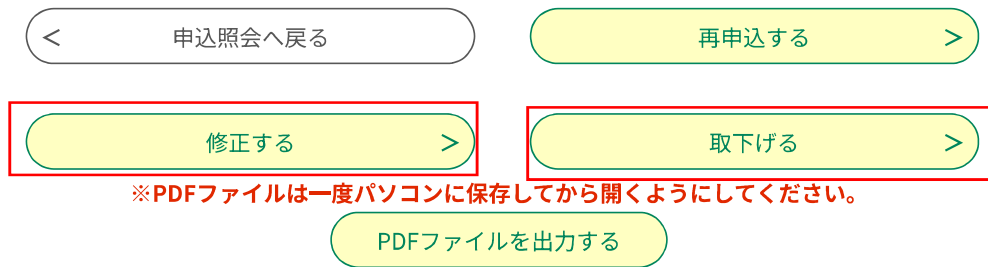 < 申込照会へ戻る
再申込する >
修正する >
取下げる >
※PDFファイルは一度パソコンに保存してから開くようにしてください。
PDFファイルを出力する